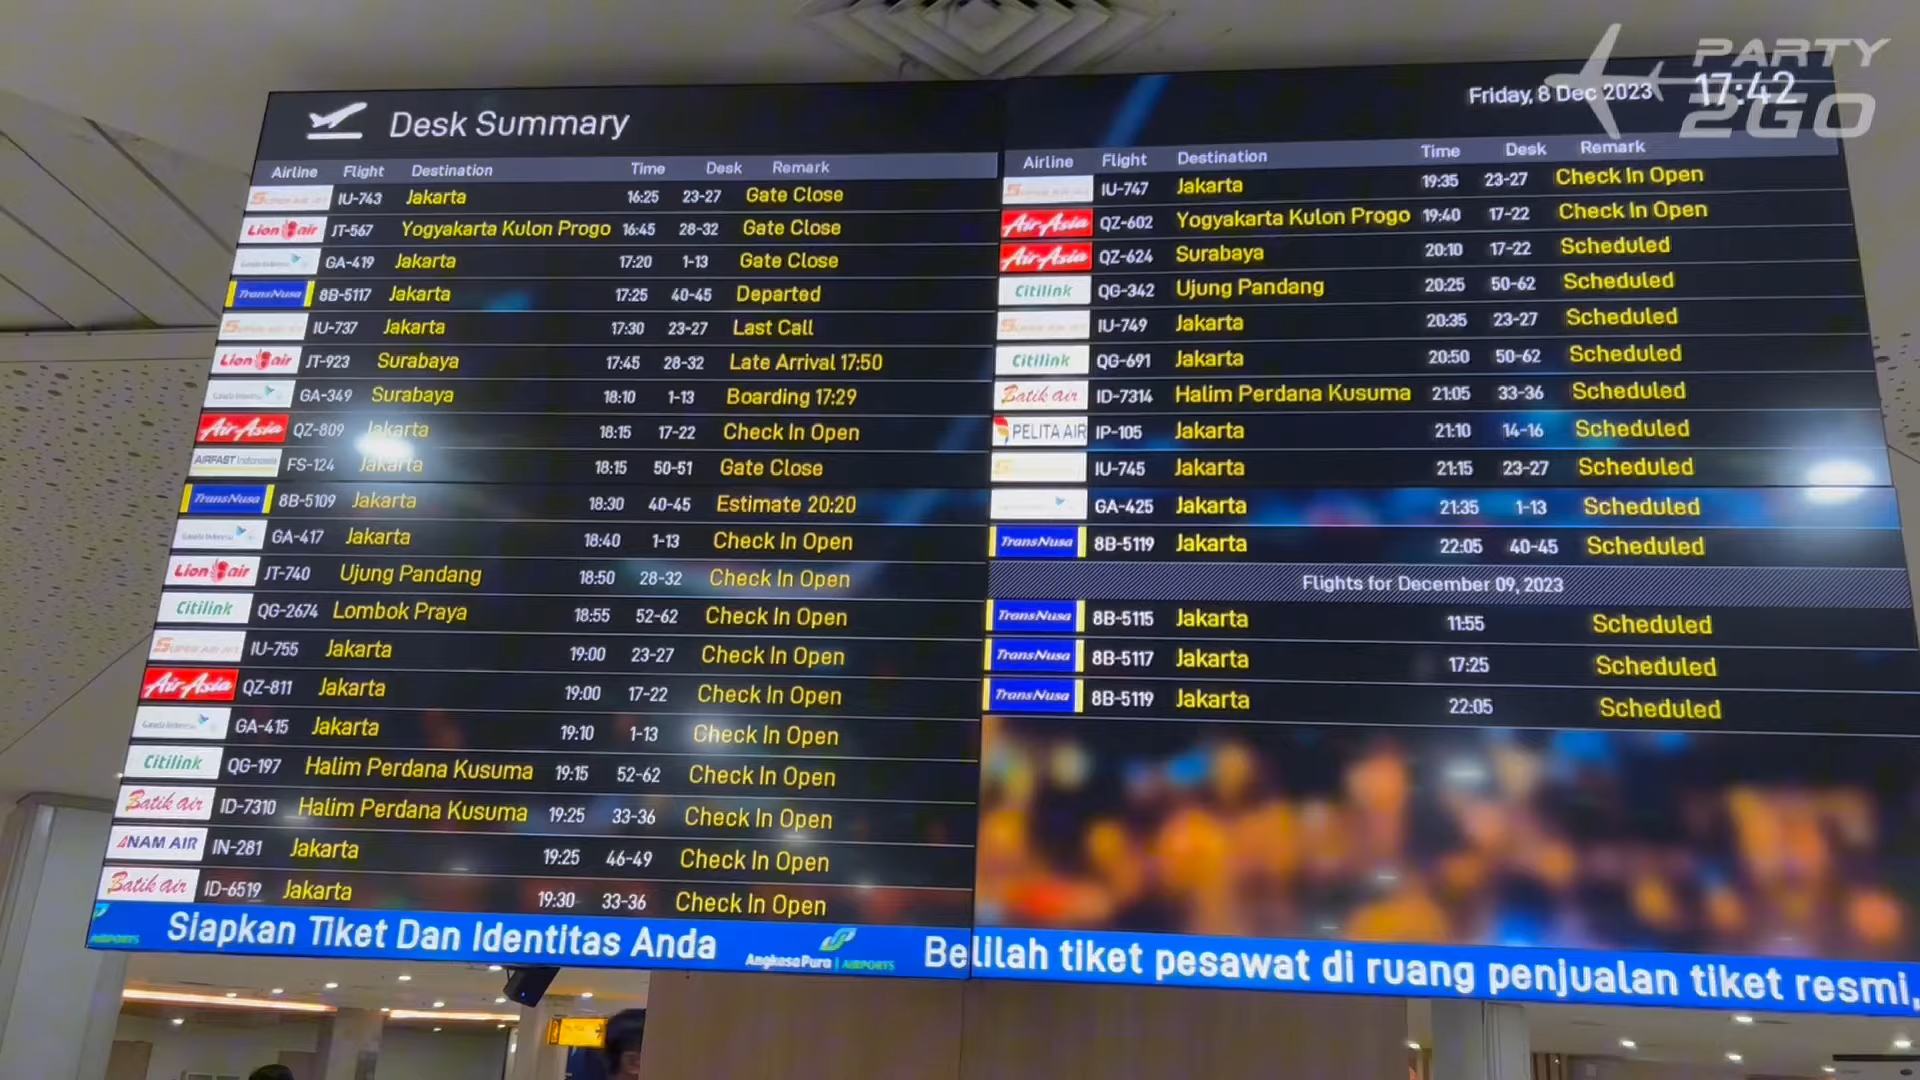 PARTY
2GO
Desk Summary
Friday, 8 Dec 2023 17:42
Airline Flight Destination Time Desk Remark
IU-743 Jakarta 16:25 23-27 Gate Close
Lion air JT-567 Yogyakarta Kulon Progo 16:45 28-32 Gate Close
Garuda Indonesia GA-419 Jakarta 17:20 1-13 Gate Close
TransNusa 8B-5117 Jakarta 17:25 40-45 Departed
IU-737 Jakarta 17:30 23-27 Last Call
Lion air JT-923 Surabaya 17:45 28-32 Late Arrival 17:50
Garuda Indonesia GA-349 Surabaya 18:10 1-13 Boarding 17:29
AirAsia QZ-809 Jakarta 18:15 17-22 Check In Open
AIRFAST Indonesia FS-124 Jakarta 18:15 50-51 Gate Close
TransNusa 8B-5109 Jakarta 18:30 40-45 Estimate 20:20
Garuda Indonesia GA-417 Jakarta 18:40 1-13 Check In Open
Lion air JT-740 Ujung Pandang 18:50 28-32 Check In Open
Citilink QG-2674 Lombok Praya 18:55 52-62 Check In Open
SUPER AIR JET IU-755 Jakarta 19:00 23-27 Check In Open
AirAsia QZ-811 Jakarta 19:00 17-22 Check In Open
Garuda Indonesia GA-415 Jakarta 19:10 1-13 Check In Open
Citilink QG-197 Halim Perdana Kusuma 19:15 52-62 Check In Open
Batik air ID-7310 Halim Perdana Kusuma 19:25 33-36 Check In Open
NAM AIR IN-281 Jakarta 19:25 46-49 Check In Open
Batik air ID-6519 Jakarta 19:30 33-36 Check In Open
Airline Flight Destination Time Desk Remark
IU-747 Jakarta 19:35 23-27 Check In Open
AirAsia QZ-602 Yogyakarta Kulon Progo 19:40 17-22 Check In Open
AirAsia QZ-624 Surabaya 20:10 17-22 Scheduled
Citilink QG-342 Ujung Pandang 20:25 50-62 Scheduled
IU-749 Jakarta 20:35 23-27 Scheduled
Citilink QG-691 Jakarta 20:50 50-62 Scheduled
Batik air ID-7314 Halim Perdana Kusuma 21:05 33-36 Scheduled
PELITA AIR IP-105 Jakarta 21:10 14-16 Scheduled
IU-745 Jakarta 21:15 23-27 Scheduled
GA-425 Jakarta 21:35 1-13 Scheduled
TransNusa 8B-5119 Jakarta 22:05 40-45 Scheduled
Flights for December 09, 2023
TransNusa 8B-5115 Jakarta 11:55 Scheduled
TransNusa 8B-5117 Jakarta 17:25 Scheduled
TransNusa 8B-5119 Jakarta 22:05 Scheduled
AIRPORTS Siapkan Tiket Dan Identitas Anda AngkasaPura | AIRPORTS Belilah tiket pesawat di ruang penjualan tiket resmi,